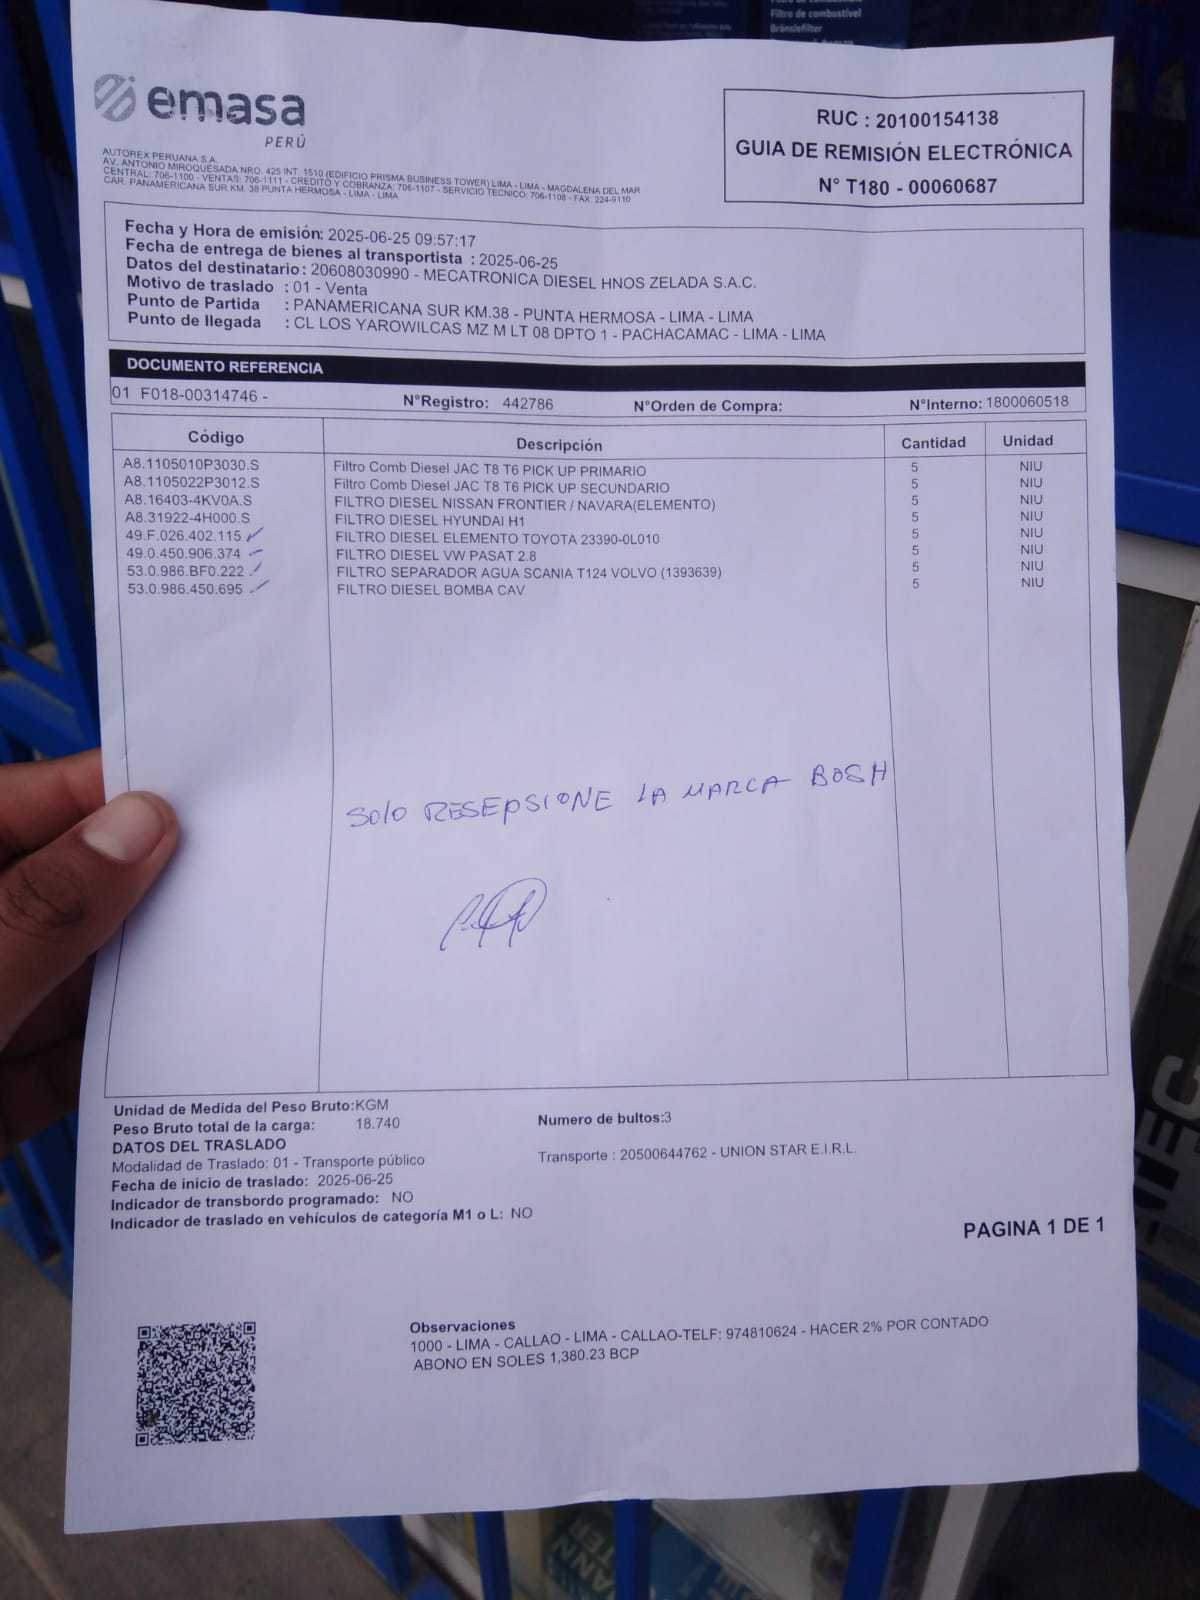 Filtro de combustível
Bränslefilter
emasa
PERÚ
AUTOREX PERUANA S.A.
AV. ANTONIO MIROQUESADA NRO. 425 INT. 1510 (EDIFICIO PRISMA BUSINESS TOWER) LIMA - LIMA - MAGDALENA DEL MAR
CENTRAL: 706-1100 - VENTAS: 706-1111 - CREDITO Y COBRANZA: 706-1107 - SERVICIO TECNICO: 706-1108 - FAX: 224-9110
CAR. PANAMERICANA SUR KM. 38 PUNTA HERMOSA - LIMA - LIMA
RUC : 20100154138
GUIA DE REMISIÓN ELECTRÓNICA
N° T180 - 00060687
Fecha y Hora de emisión: 2025-06-25 09:57:17
Fecha de entrega de bienes al transportista : 2025-06-25
Datos del destinatario : 20608030990 - MECATRONICA DIESEL HNOS ZELADA S.A.C.
Motivo de traslado : 01 - Venta
Punto de Partida : PANAMERICANA SUR KM.38 - PUNTA HERMOSA - LIMA - LIMA
Punto de llegada : CL LOS YAROWILCAS MZ M LT 08 DPTO 1 - PACHACAMAC - LIMA - LIMA
DOCUMENTO REFERENCIA
01 F018-00314746 - N°Registro: 442786 N°Orden de Compra: N°Interno: 1800060518
Código Descripción Cantidad Unidad
A8.1105010P3030.S Filtro Comb Diesel JAC T8 T6 PICK UP PRIMARIO 5 NIU
A8.1105022P3012.S Filtro Comb Diesel JAC T8 T6 PICK UP SECUNDARIO 5 NIU
A8.16403-4KV0A.S FILTRO DIESEL NISSAN FRONTIER / NAVARA(ELEMENTO) 5 NIU
A8.31922-4H000.S FILTRO DIESEL HYUNDAI H1 5 NIU
49.F.026.402.115 FILTRO DIESEL ELEMENTO TOYOTA 23390-0L010 5 NIU
49.0.450.906.374 FILTRO DIESEL VW PASAT 2.8 5 NIU
53.0.986.BF0.222 FILTRO SEPARADOR AGUA SCANIA T124 VOLVO (1393639) 5 NIU
53.0.986.450.695 FILTRO DIESEL BOMBA CAV 5 NIU
SOLO RESEPSIONE LA MARCA BOSH
Unidad de Medida del Peso Bruto:KGM
Peso Bruto total de la carga: 18.740
Numero de bultos:3
DATOS DEL TRASLADO
Modalidad de Traslado: 01 - Transporte público
Transporte : 20500644762 - UNION STAR E.I.R.L.
Fecha de inicio de traslado: 2025-06-25
Indicador de transbordo programado: NO
Indicador de traslado en vehículos de categoría M1 o L: NO
PAGINA 1 DE 1
Observaciones
1000 - LIMA - CALLAO - LIMA - CALLAO-TELF: 974810624 - HACER 2% POR CONTADO
ABONO EN SOLES 1,380.23 BCP